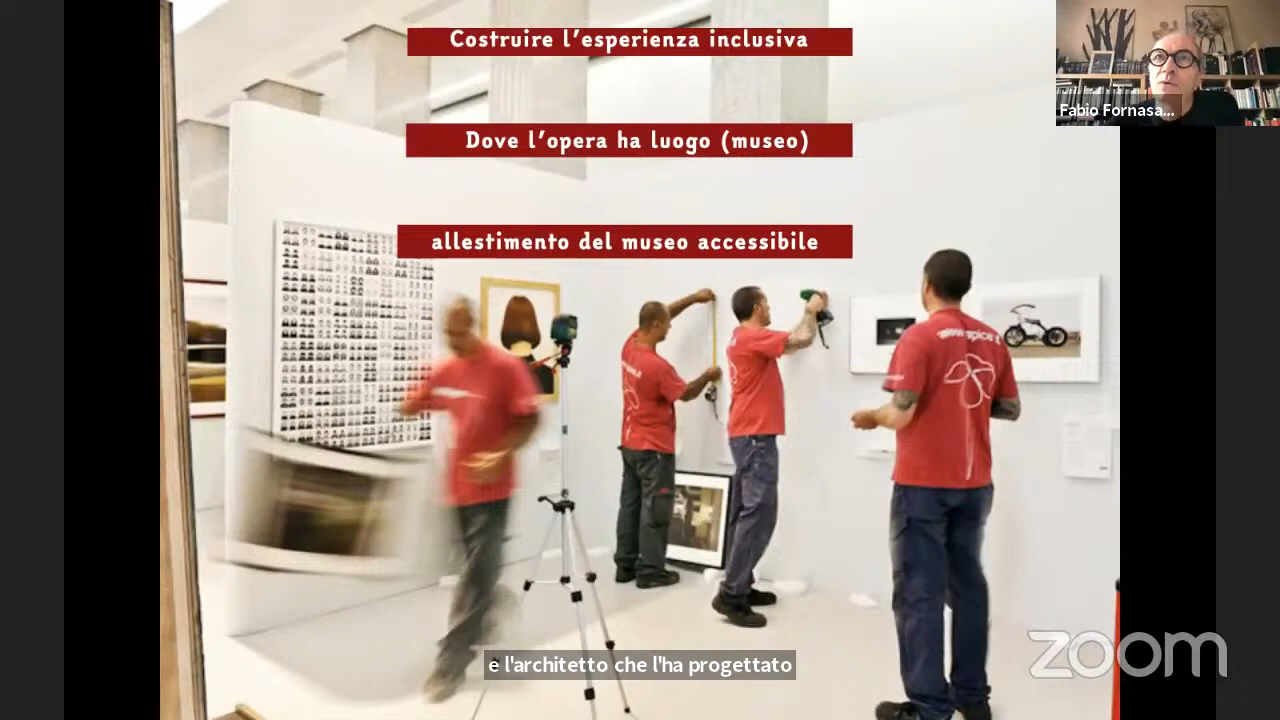 Costruire l'esperienza inclusiva
Fabio Fornasa...
Dove l'opera ha luogo (museo)
allestimento del museo accessibile
è l'architetto che l'ha progettato
zoom